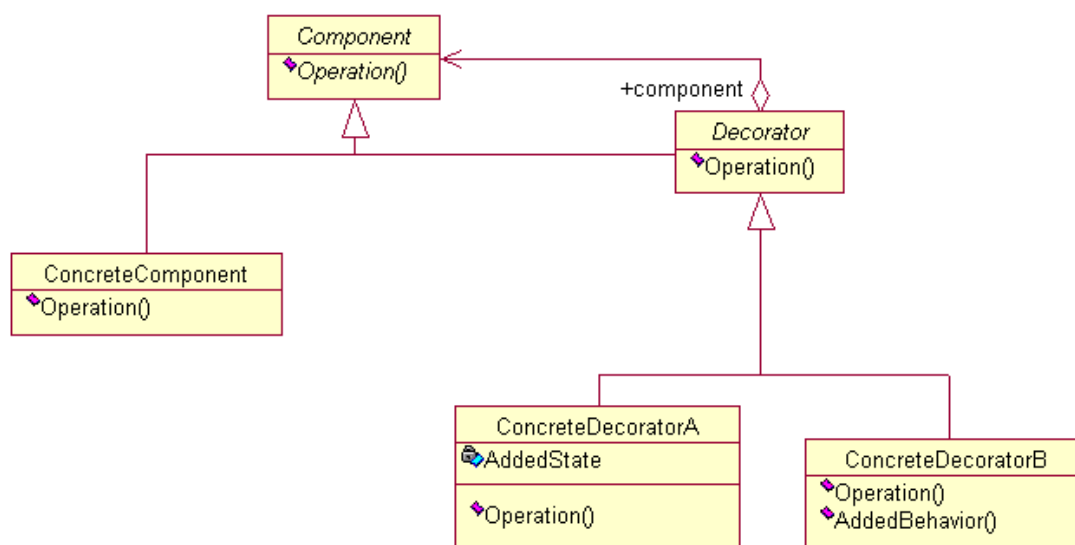 Component
Operation()
+component
Decorator
Operation()
ConcreteComponent
Operation()
ConcreteDecoratorA
AddedState
Operation()
ConcreteDecoratorB
Operation()
AddedBehavior()